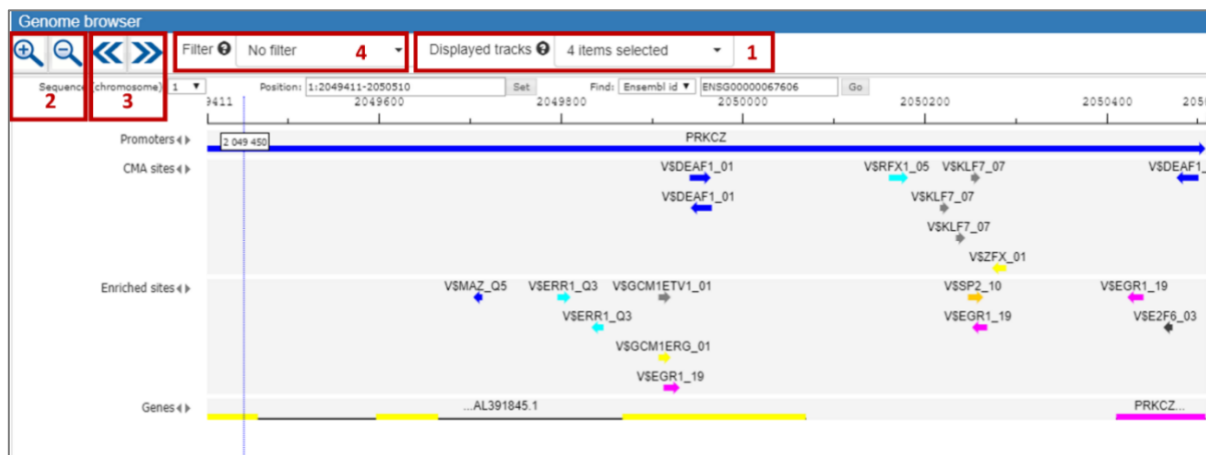 Genome browser
Filter ? No filter 4 Displayed tracks ? 4 items selected 1
2 3
Sequence (chromosome) 1 Position: 1:2049411-2050510 Set Find: Ensembl id ENSG00000067606 Go
9411 2049600 2049800 2050000 2050200 2050400 205
Promoters 2 049 450 PRKCZ
CMA sites V$DEAF1_01 V$RFX1_05 V$KLF7_07 V$DEAF1_
V$DEAF1_01 V$KLF7_07
V$KLF7_07
V$ZFX_01
Enriched sites V$MAZ_Q5 V$ERR1_Q3 V$GCM1ETV1_01 V$SP2_10 V$EGR1_19
V$ERR1_Q3 V$EGR1_19 V$E2F6_03
V$GCM1ERG_01
V$EGR1_19
Genes ...AL391845.1 PRKCZ...